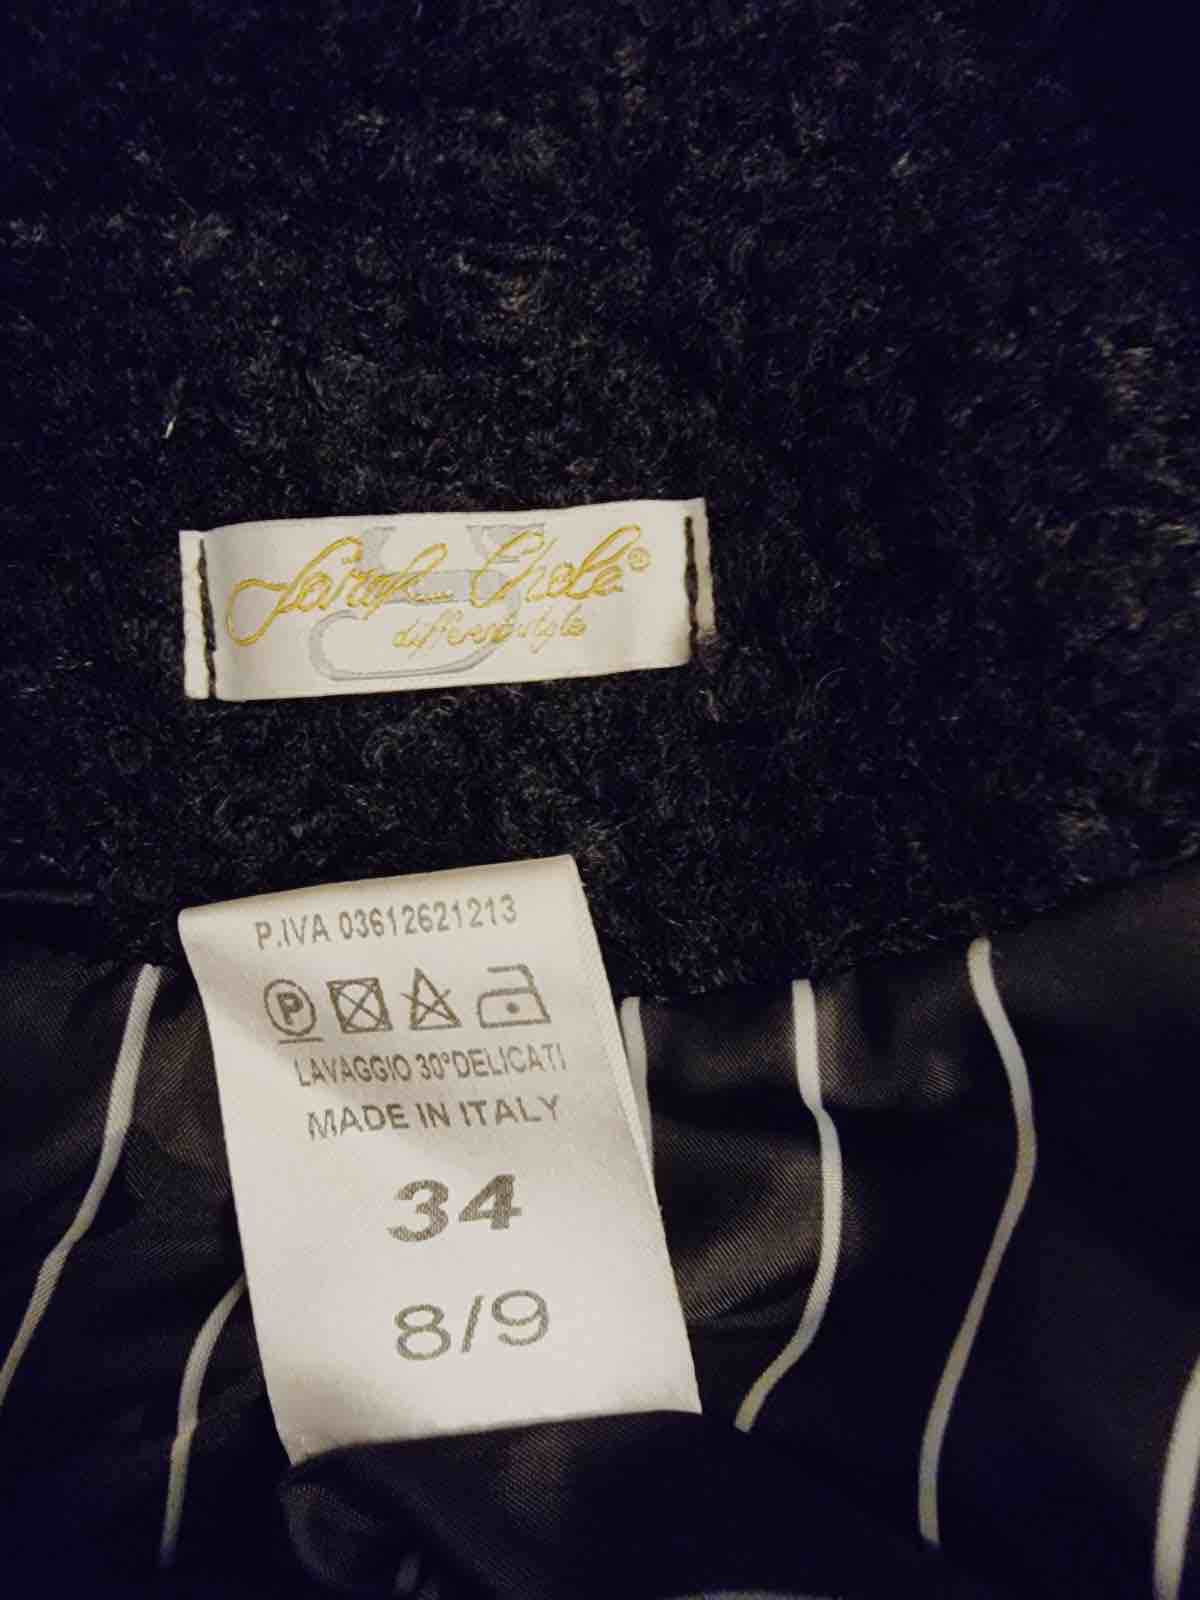 Sarah Chole®
different style
P.IVA 03612621213
P
LAVAGGIO 30°DELICATI
MADE IN ITALY
34
8/9